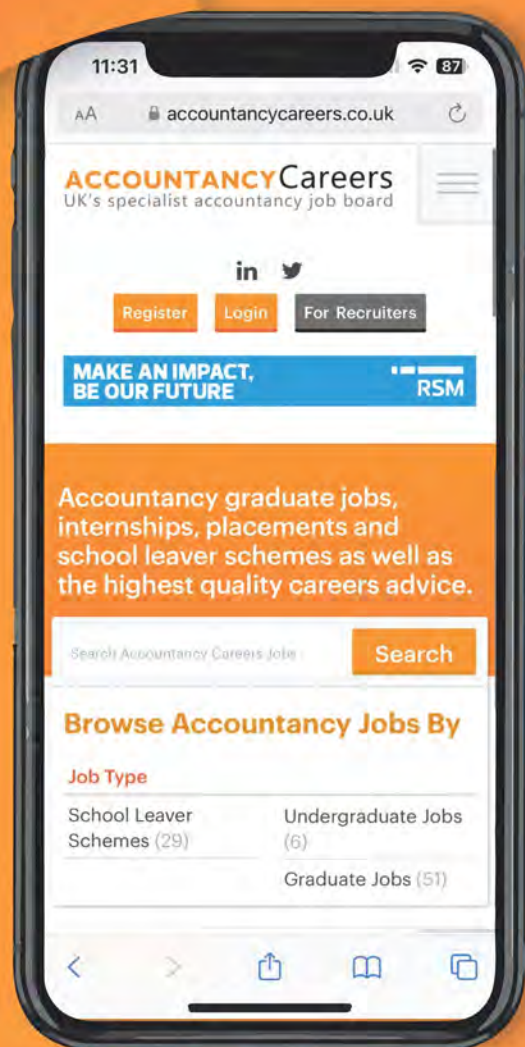 11:31
87
AA accountancycareers.co.uk
ACCOUNTANCYCareers
UK's specialist accountancy job board
in
Register Login For Recruiters
MAKE AN IMPACT,
BE OUR FUTURE
RSM
Accountancy graduate jobs,
internships, placements and
school leaver schemes as well as
the highest quality careers advice.
Search Accountancy Careers Jobs Search
Browse Accountancy Jobs By
Job Type
School Leaver
Schemes (29)
Undergraduate Jobs
(6)
Graduate Jobs (51)